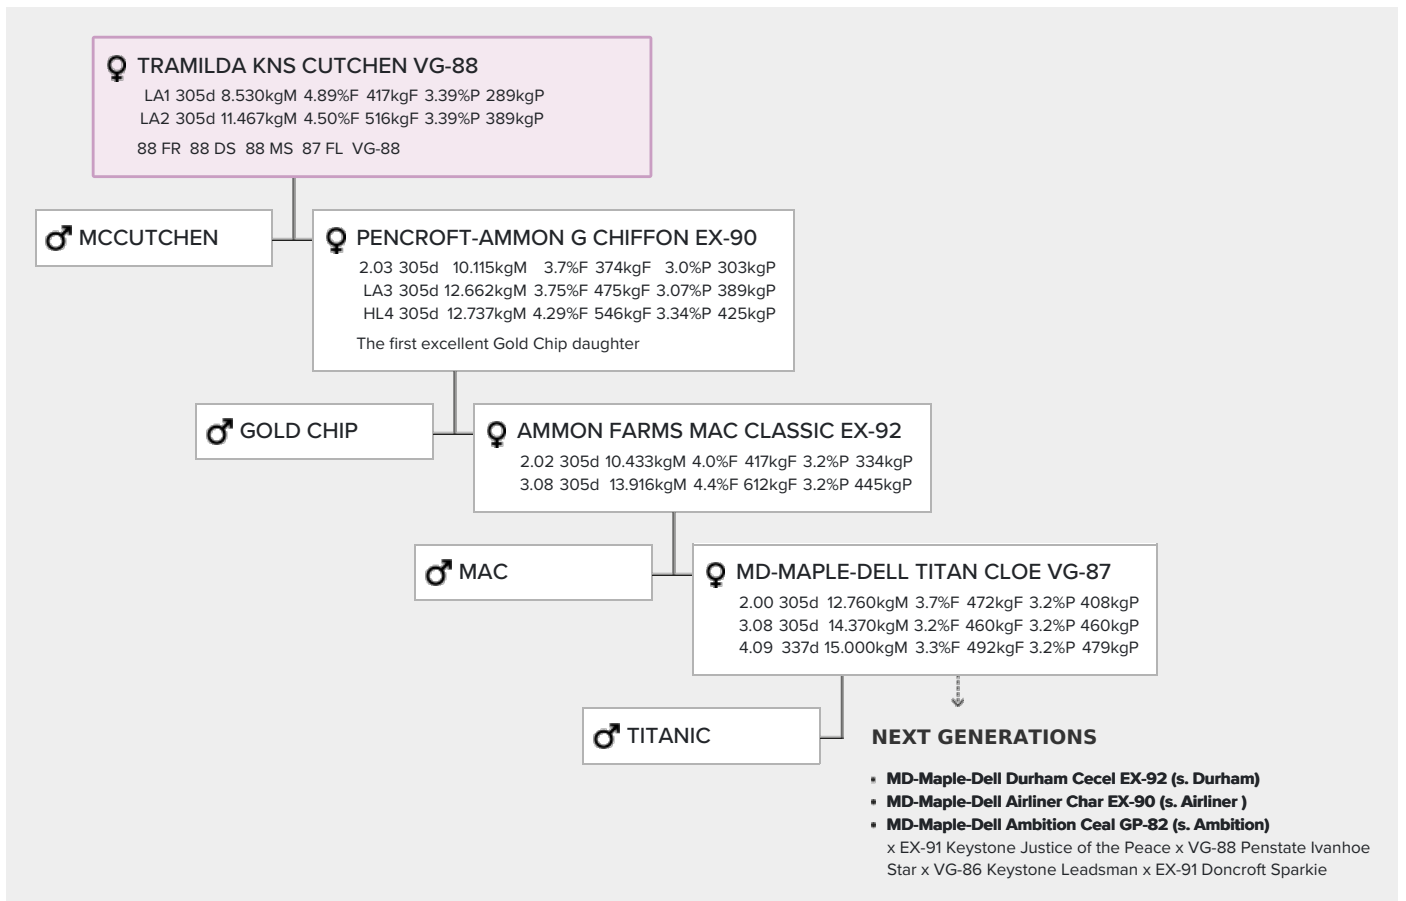 TRAMILDA KNS CUTCHEN VG-88
LA1 305d 8.530kgM 4.89%F 417kgF 3.39%P 289kgP
LA2 305d 11.467kgM 4.50%F 516kgF 3.39%P 389kgP
88 FR 88 DS 88 MS 87 FL VG-88
MCCUTCHEN
PENCROFT-AMMON G CHIFFON EX-90
2.03 305d 10.115kgM 3.7%F 374kgF 3.0%P 303kgP
LA3 305d 12.662kgM 3.75%F 475kgF 3.07%P 389kgP
HL4 305d 12.737kgM 4.29%F 546kgF 3.34%P 425kgP
The first excellent Gold Chip daughter
GOLD CHIP
AMMON FARMS MAC CLASSIC EX-92
2.02 305d 10.433kgM 4.0%F 417kgF 3.2%P 334kgP
3.08 305d 13.916kgM 4.4%F 612kgF 3.2%P 445kgP
MAC
MD-MAPLE-DELL TITAN CLOE VG-87
2.00 305d 12.760kgM 3.7%F 472kgF 3.2%P 408kgP
3.08 305d 14.370kgM 3.2%F 460kgF 3.2%P 460kgP
4.09 337d 15.000kgM 3.3%F 492kgF 3.2%P 479kgP
TITANIC
NEXT GENERATIONS
▪ MD-Maple-Dell Durham Cecel EX-92 (s. Durham)
▪ MD-Maple-Dell Airliner Char EX-90 (s. Airliner )
▪ MD-Maple-Dell Ambition Ceal GP-82 (s. Ambition)
x EX-91 Keystone Justice of the Peace x VG-88 Penstate Ivanhoe
Star x VG-86 Keystone Leadsman x EX-91 Doncroft Sparkie